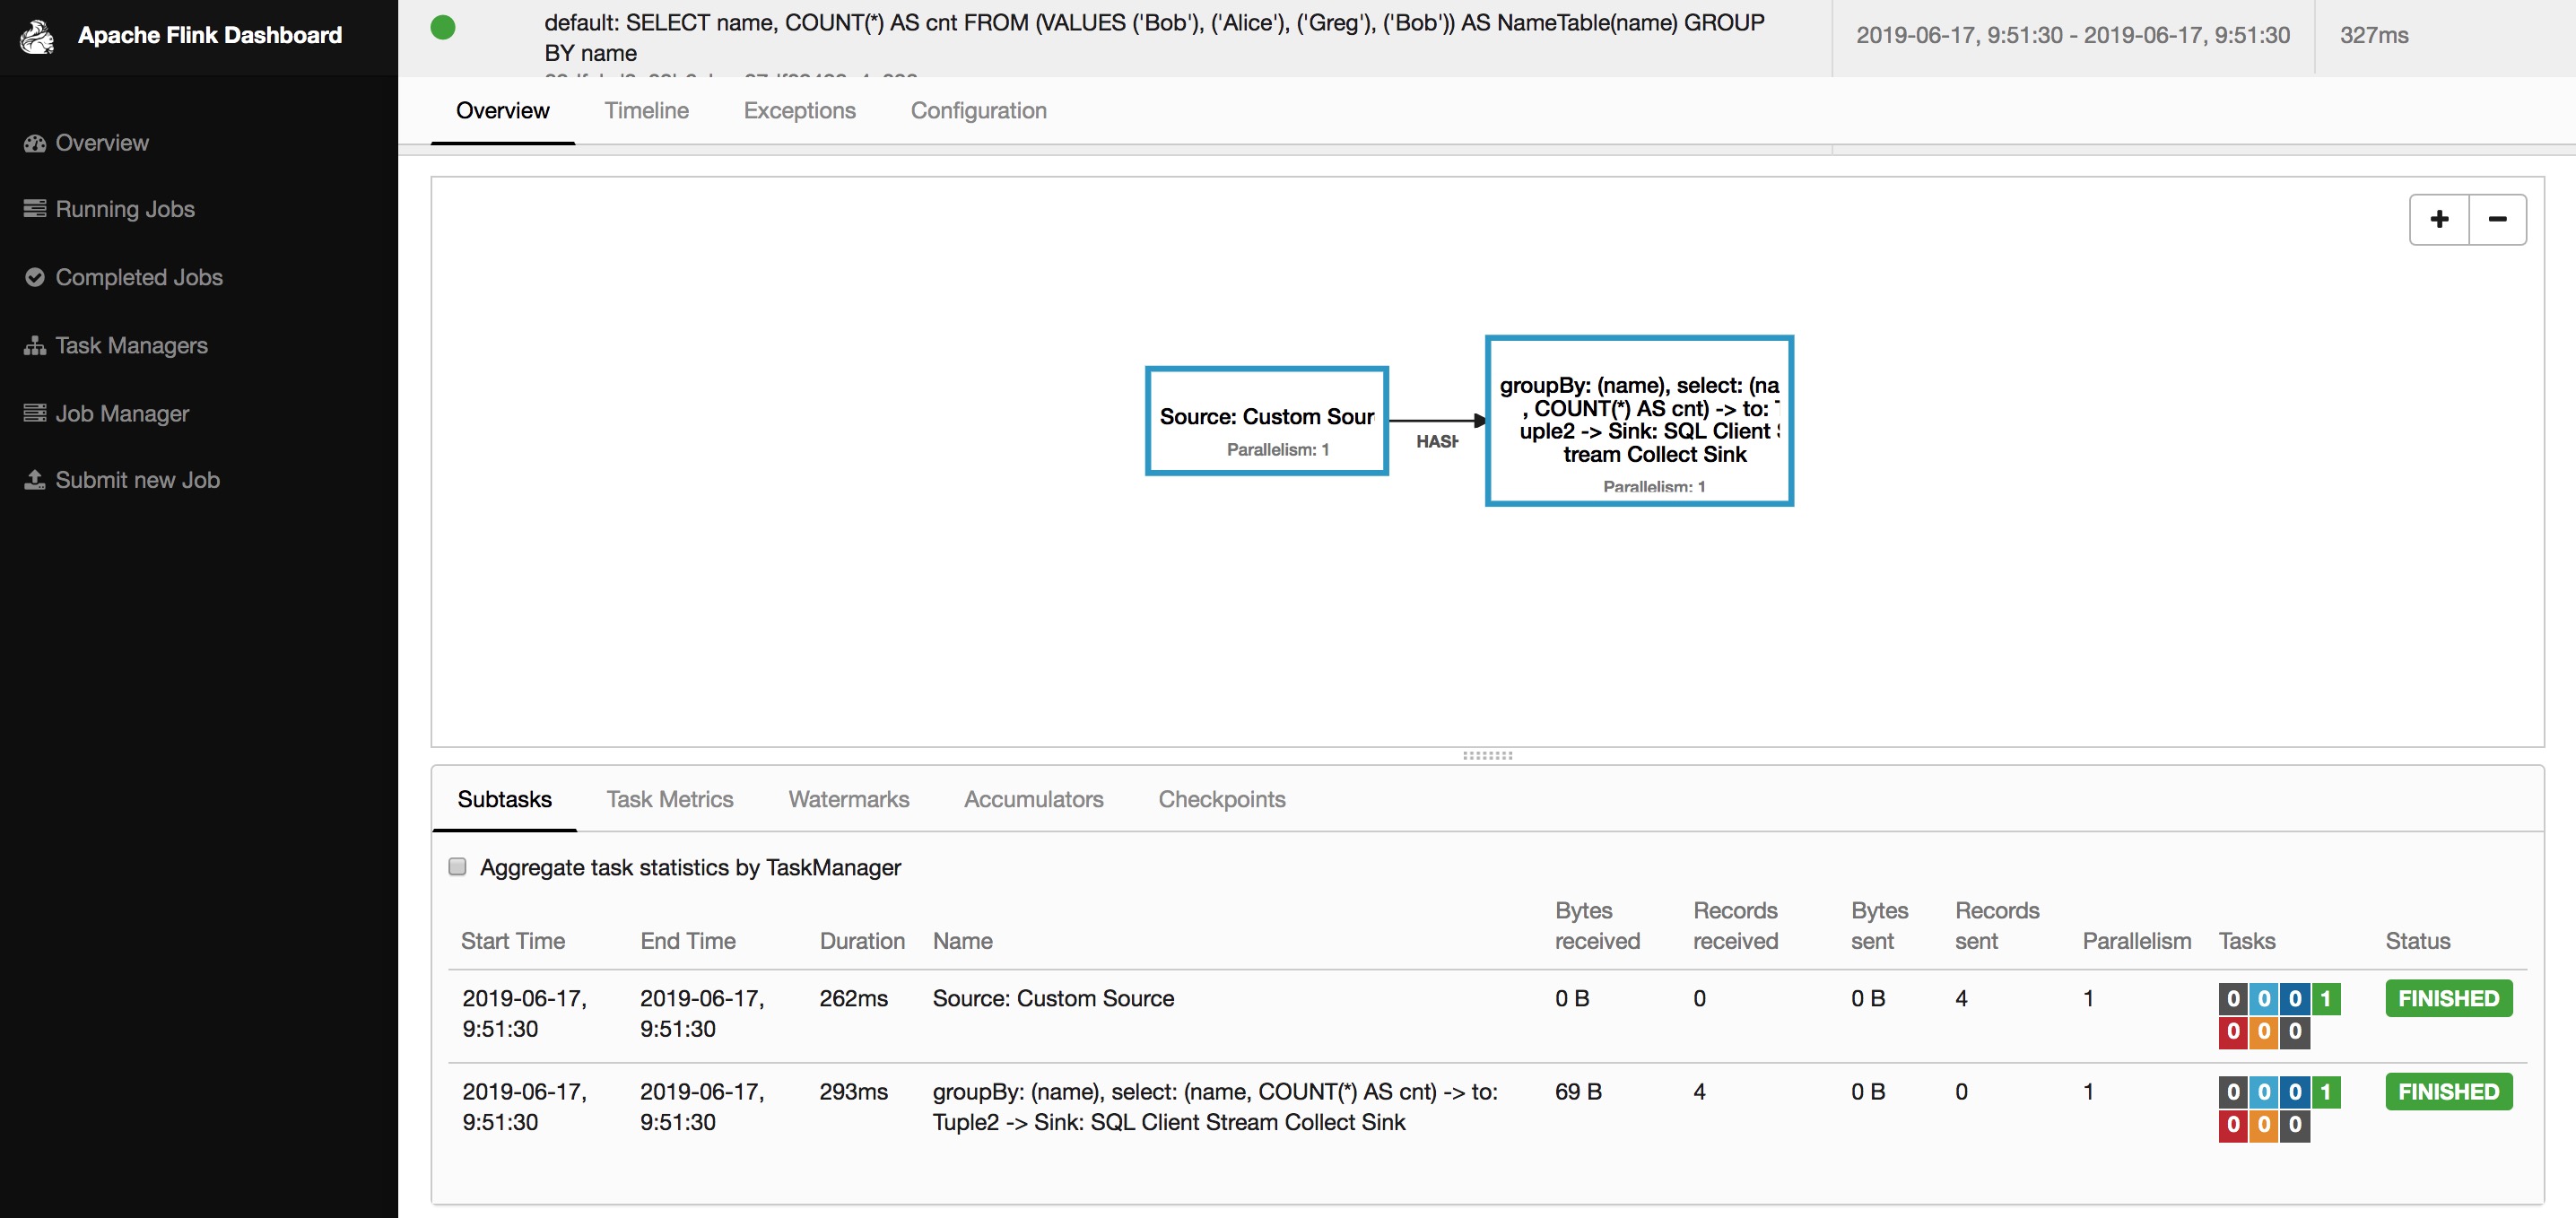 Apache Flink Dashboard
Overview
Running Jobs
Completed Jobs
Task Managers
Job Manager
Submit new Job
default: SELECT name, COUNT(*) AS cnt FROM (VALUES ('Bob'), ('Alice'), ('Greg'), ('Bob')) AS NameTable(name) GROUP
BY name
2019-06-17, 9:51:30 - 2019-06-17, 9:51:30
327ms
Overview
Timeline
Exceptions
Configuration
+
−
Source: Custom Sour
Parallelism: 1
HASH
groupBy: (name), select: (na
, COUNT(*) AS cnt) -> to: T
uple2 -> Sink: SQL Client S
tream Collect Sink
Parallelism: 1
Subtasks
Task Metrics
Watermarks
Accumulators
Checkpoints
Aggregate task statistics by TaskManager
Start Time
End Time
Duration
Name
Bytes
received
Records
received
Bytes
sent
Records
sent
Parallelism
Tasks
Status
2019-06-17,
9:51:30
2019-06-17,
9:51:30
262ms
Source: Custom Source
0 B
0
0 B
4
1
0 0 0 1
0 0 0
FINISHED
2019-06-17,
9:51:30
2019-06-17,
9:51:30
293ms
groupBy: (name), select: (name, COUNT(*) AS cnt) -> to:
Tuple2 -> Sink: SQL Client Stream Collect Sink
69 B
4
0 B
0
1
0 0 0 1
0 0 0
FINISHED